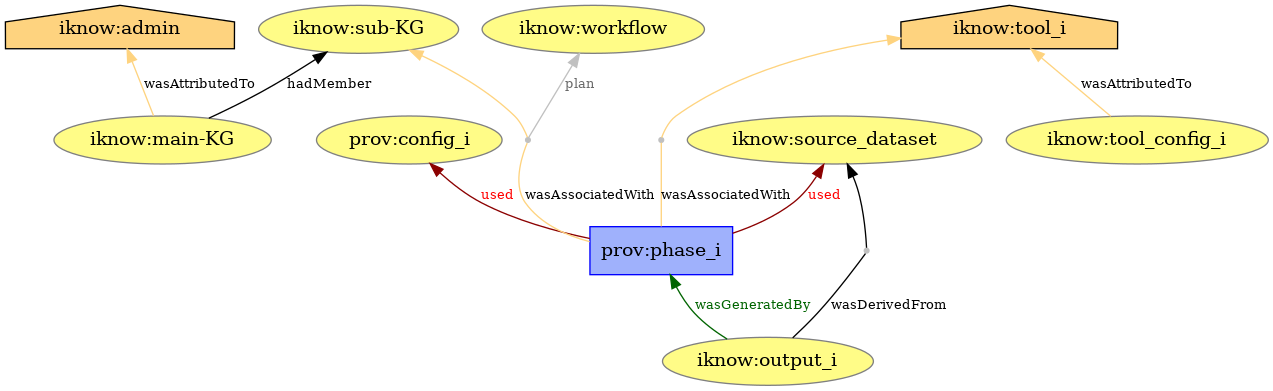 iknow:admin
iknow:sub-KG
iknow:workflow
iknow:tool_i
wasAttributedTo
hadMember
plan
wasAttributedTo
iknow:main-KG
prov:config_i
iknow:source_dataset
iknow:tool_config_i
used
wasAssociatedWith
wasAssociatedWith
used
prov:phase_i
wasGeneratedBy
wasDerivedFrom
iknow:output_i